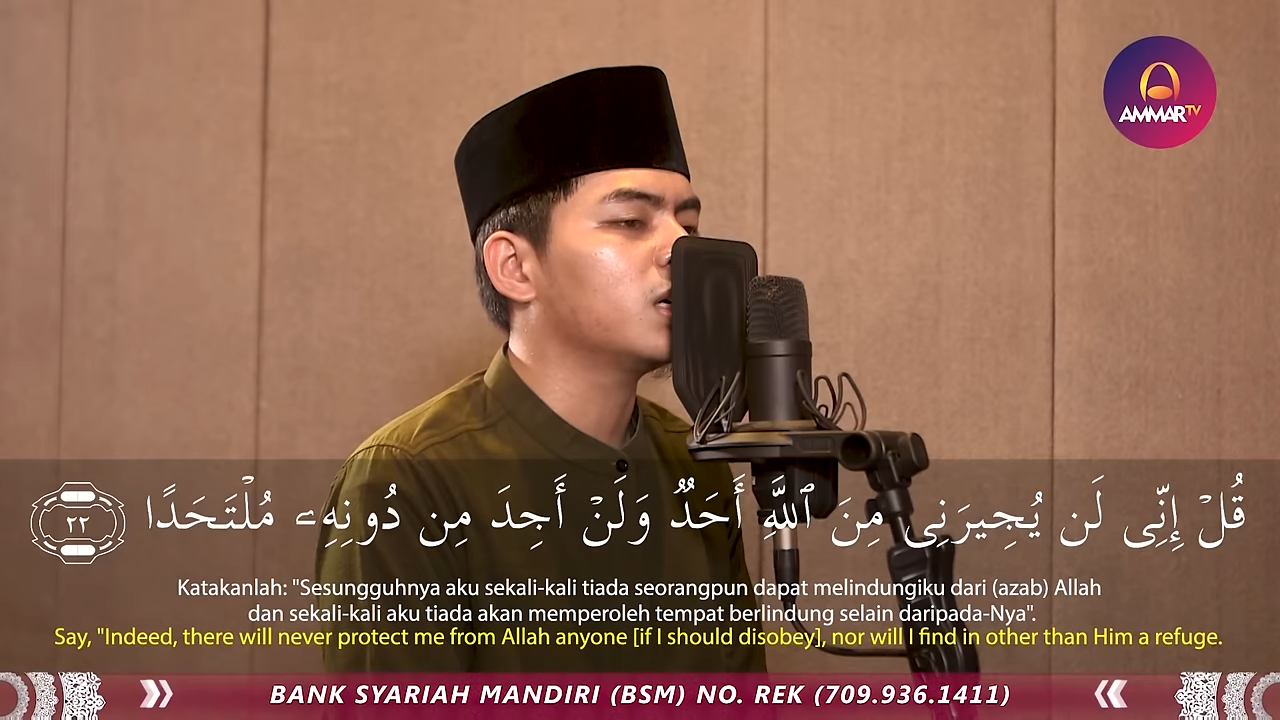 AMMARTV
قُلْ إِنِّى لَن يُجِيرَنِى مِنَ ٱللَّهِ أَحَدٌ وَلَنْ أَجِدَ مِن دُونِهِۦ مُلْتَحَدًا ٢٢
Katakanlah: "Sesungguhnya aku sekali-kali tiada seorangpun dapat melindungiku dari (azab) Allah
dan sekali-kali aku tiada akan memperoleh tempat berlindung selain daripada-Nya".
Say, "Indeed, there will never protect me from Allah anyone [if I should disobey], nor will I find in other than Him a refuge.
BANK SYARIAH MANDIRI (BSM) NO. REK (709.936.1411)